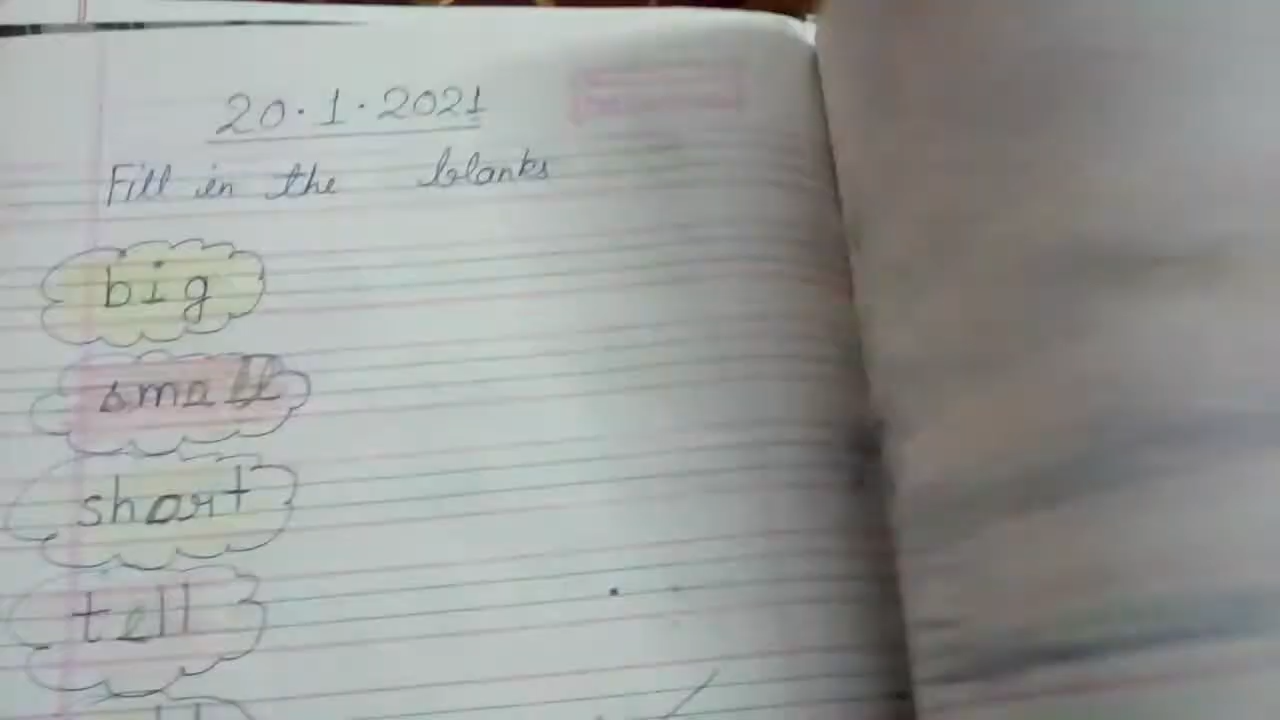 20.1.2021
Fill in the blanks
big
small
short
tell